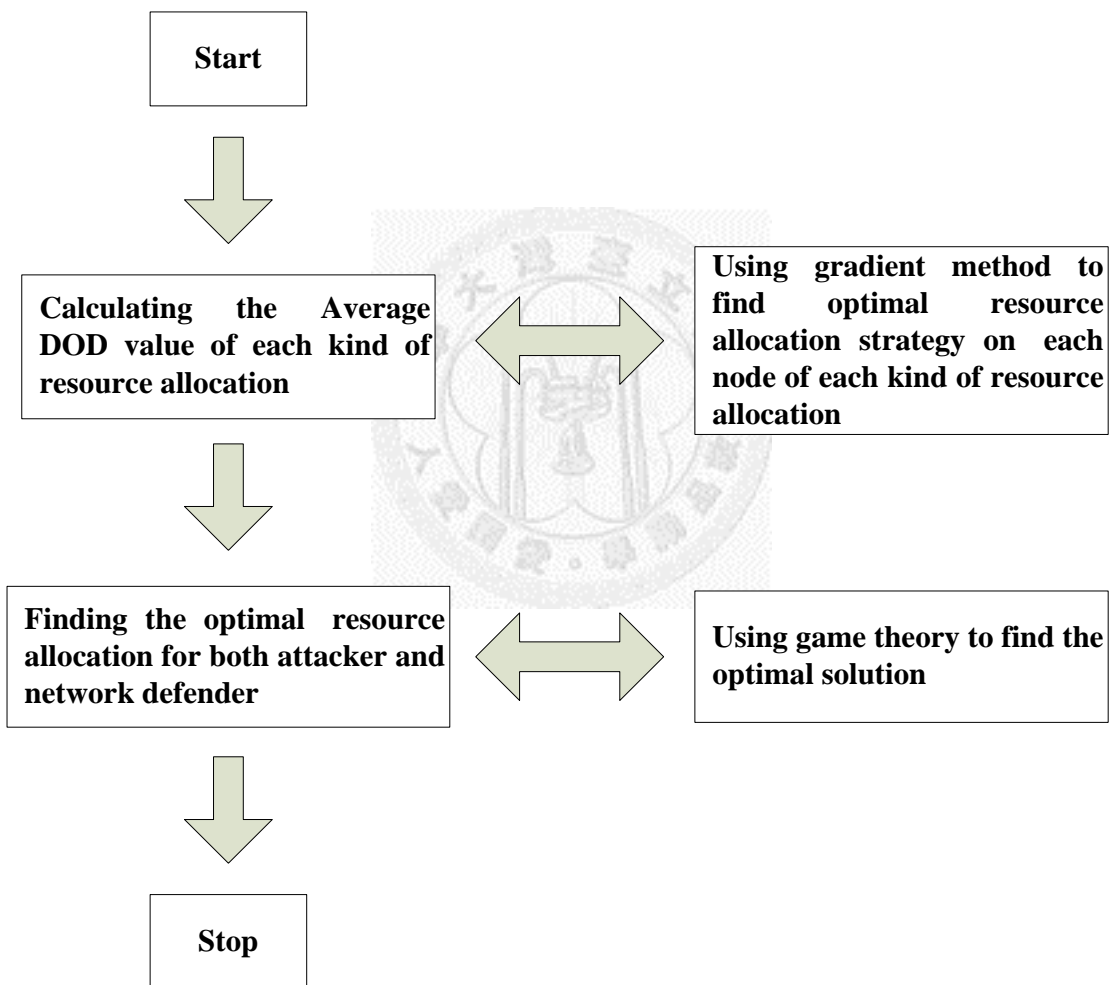 Start
Calculating the Average
DOD value of each kind of
resource allocation
Using gradient method to
find optimal resource
allocation strategy on each
node of each kind of resource
allocation
Finding the optimal resource
allocation for both attacker and
network defender
Using game theory to find the
optimal solution
Stop